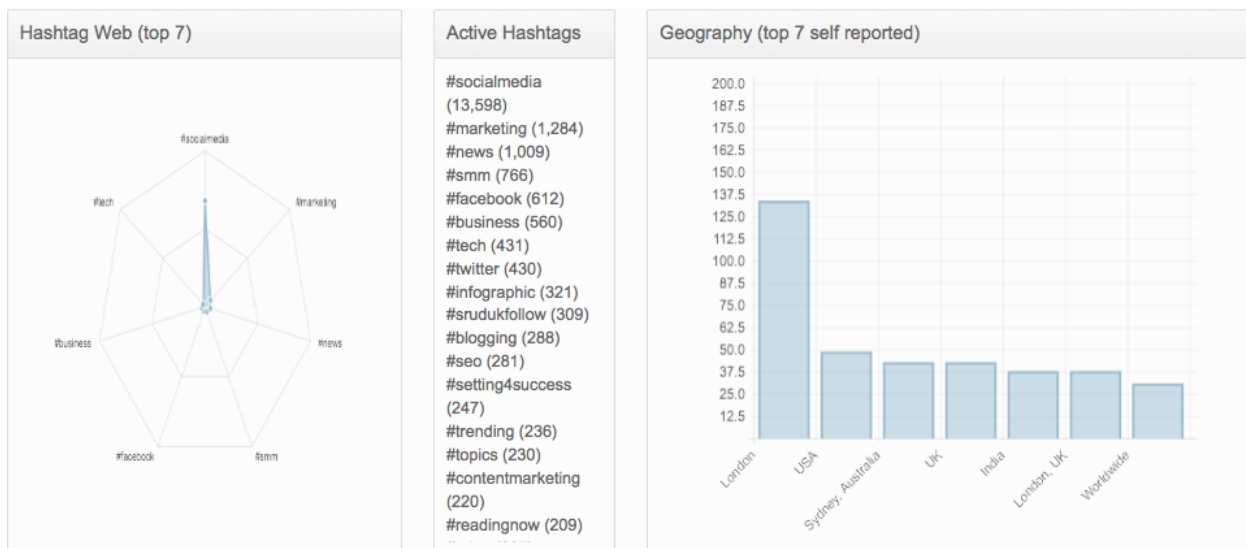 Hashtag Web (top 7)
#socialmedia
#tech
#marketing
#business
#news
#facebook
#smm
Active Hashtags
#socialmedia
(13,598)
#marketing (1,284)
#news (1,009)
#smm (766)
#facebook (612)
#business (560)
#tech (431)
#twitter (430)
#infographic (321)
#srudukfollow (309)
#blogging (288)
#seo (281)
#setting4success
(247)
#trending (236)
#topics (230)
#contentmarketing
(220)
#readingnow (209)
Geography (top 7 self reported)
200.0
187.5
175.0
162.5
150.0
137.5
125.0
112.5
100.0
87.5
75.0
62.5
50.0
37.5
25.0
12.5
London
USA
Sydney, Australia
UK
India
London, UK
Worldwide